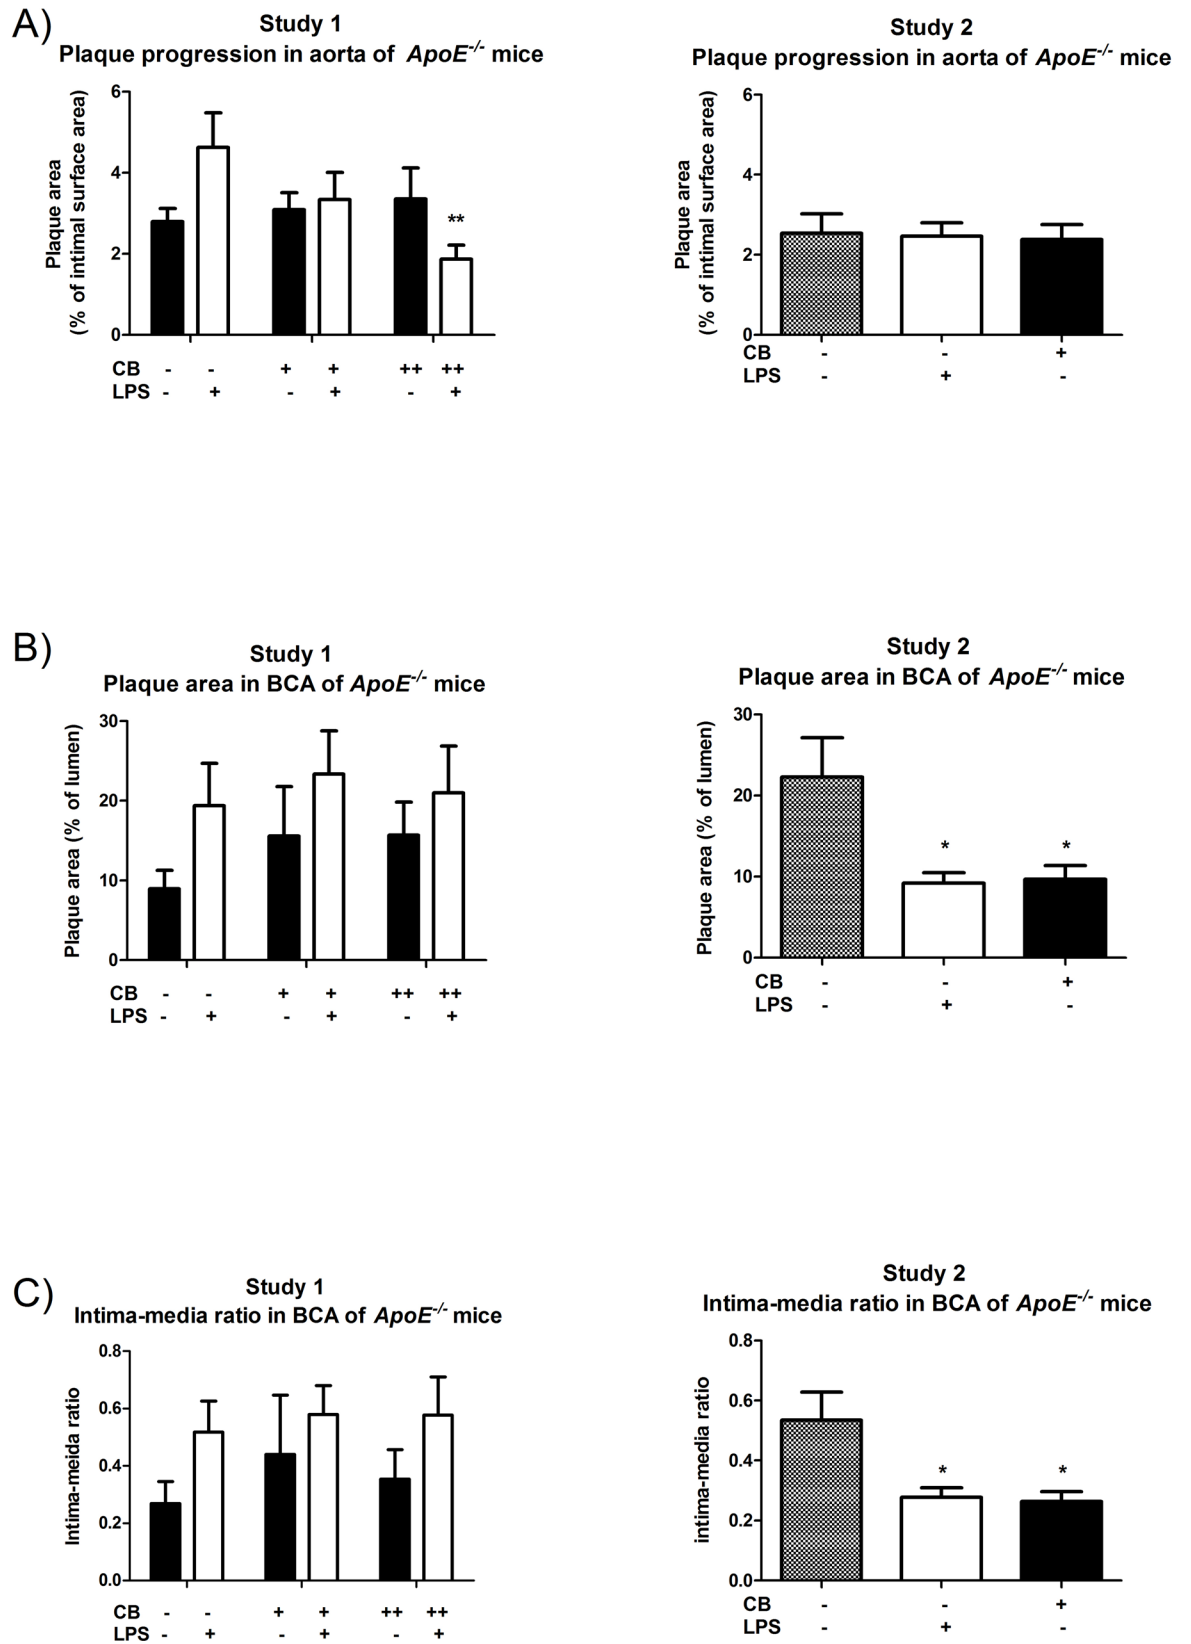 A)
Study 1
Plaque progression in aorta of ApoE-/- mice
Plaque area
(% of intimal surface area)
6
4
2
0
**
CB - - + + ++ ++
LPS - + - + - +
Study 2
Plaque progression in aorta of ApoE-/- mice
Plaque area
(% of intimal surface area)
6
4
2
0
CB - - +
LPS - + -
B)
Study 1
Plaque area in BCA of ApoE-/- mice
Plaque area (% of lumen)
30
20
10
0
CB - - + + ++ ++
LPS - + - + - +
Study 2
Plaque area in BCA of ApoE-/- mice
Plaque area (% of lumen)
30
20
10
0
* *
CB - - +
LPS - + -
C)
Study 1
Intima-media ratio in BCA of ApoE-/- mice
Intima-meida ratio
0.8
0.6
0.4
0.2
0.0
CB - - + + ++ ++
LPS - + - + - +
Study 2
Intima-media ratio in BCA of ApoE-/- mice
intima-media ratio
0.8
0.6
0.4
0.2
0.0
* *
CB - - +
LPS - + -